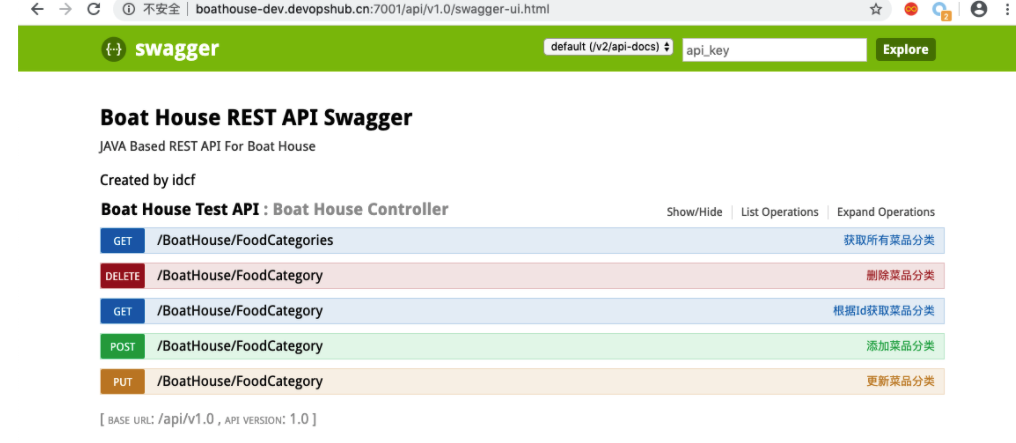 不安全 | boathouse-dev.devopshub.cn:7001/api/v1.0/swagger-ui.html
2
{··} swagger default (/v2/api-docs) api_key Explore
Boat House REST API Swagger
JAVA Based REST API For Boat House
Created by idcf
Boat House Test API : Boat House Controller Show/Hide List Operations Expand Operations
GET /BoatHouse/FoodCategories 获取所有菜品分类
DELETE /BoatHouse/FoodCategory 删除菜品分类
GET /BoatHouse/FoodCategory 根据Id获取菜品分类
POST /BoatHouse/FoodCategory 添加菜品分类
PUT /BoatHouse/FoodCategory 更新菜品分类
[ BASE URL: /api/v1.0 , API VERSION: 1.0 ]